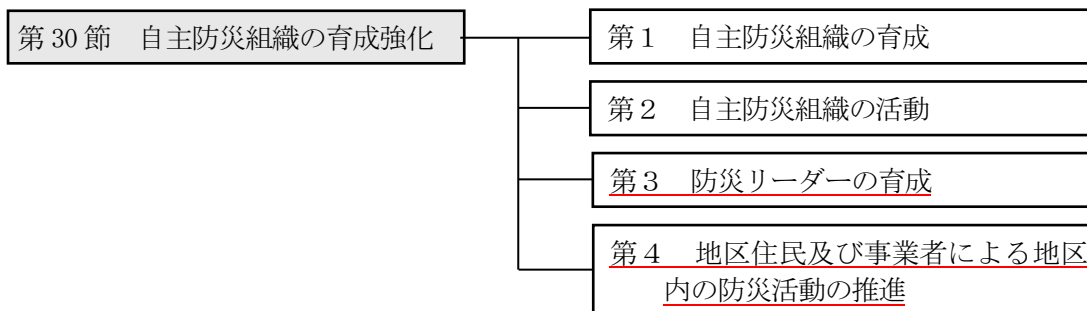 第30節　自主防災組織の育成強化
第１　自主防災組織の育成
第２　自主防災組織の活動
第３　防災リーダーの育成
第４　地区住民及び事業者による地区
内の防災活動の推進